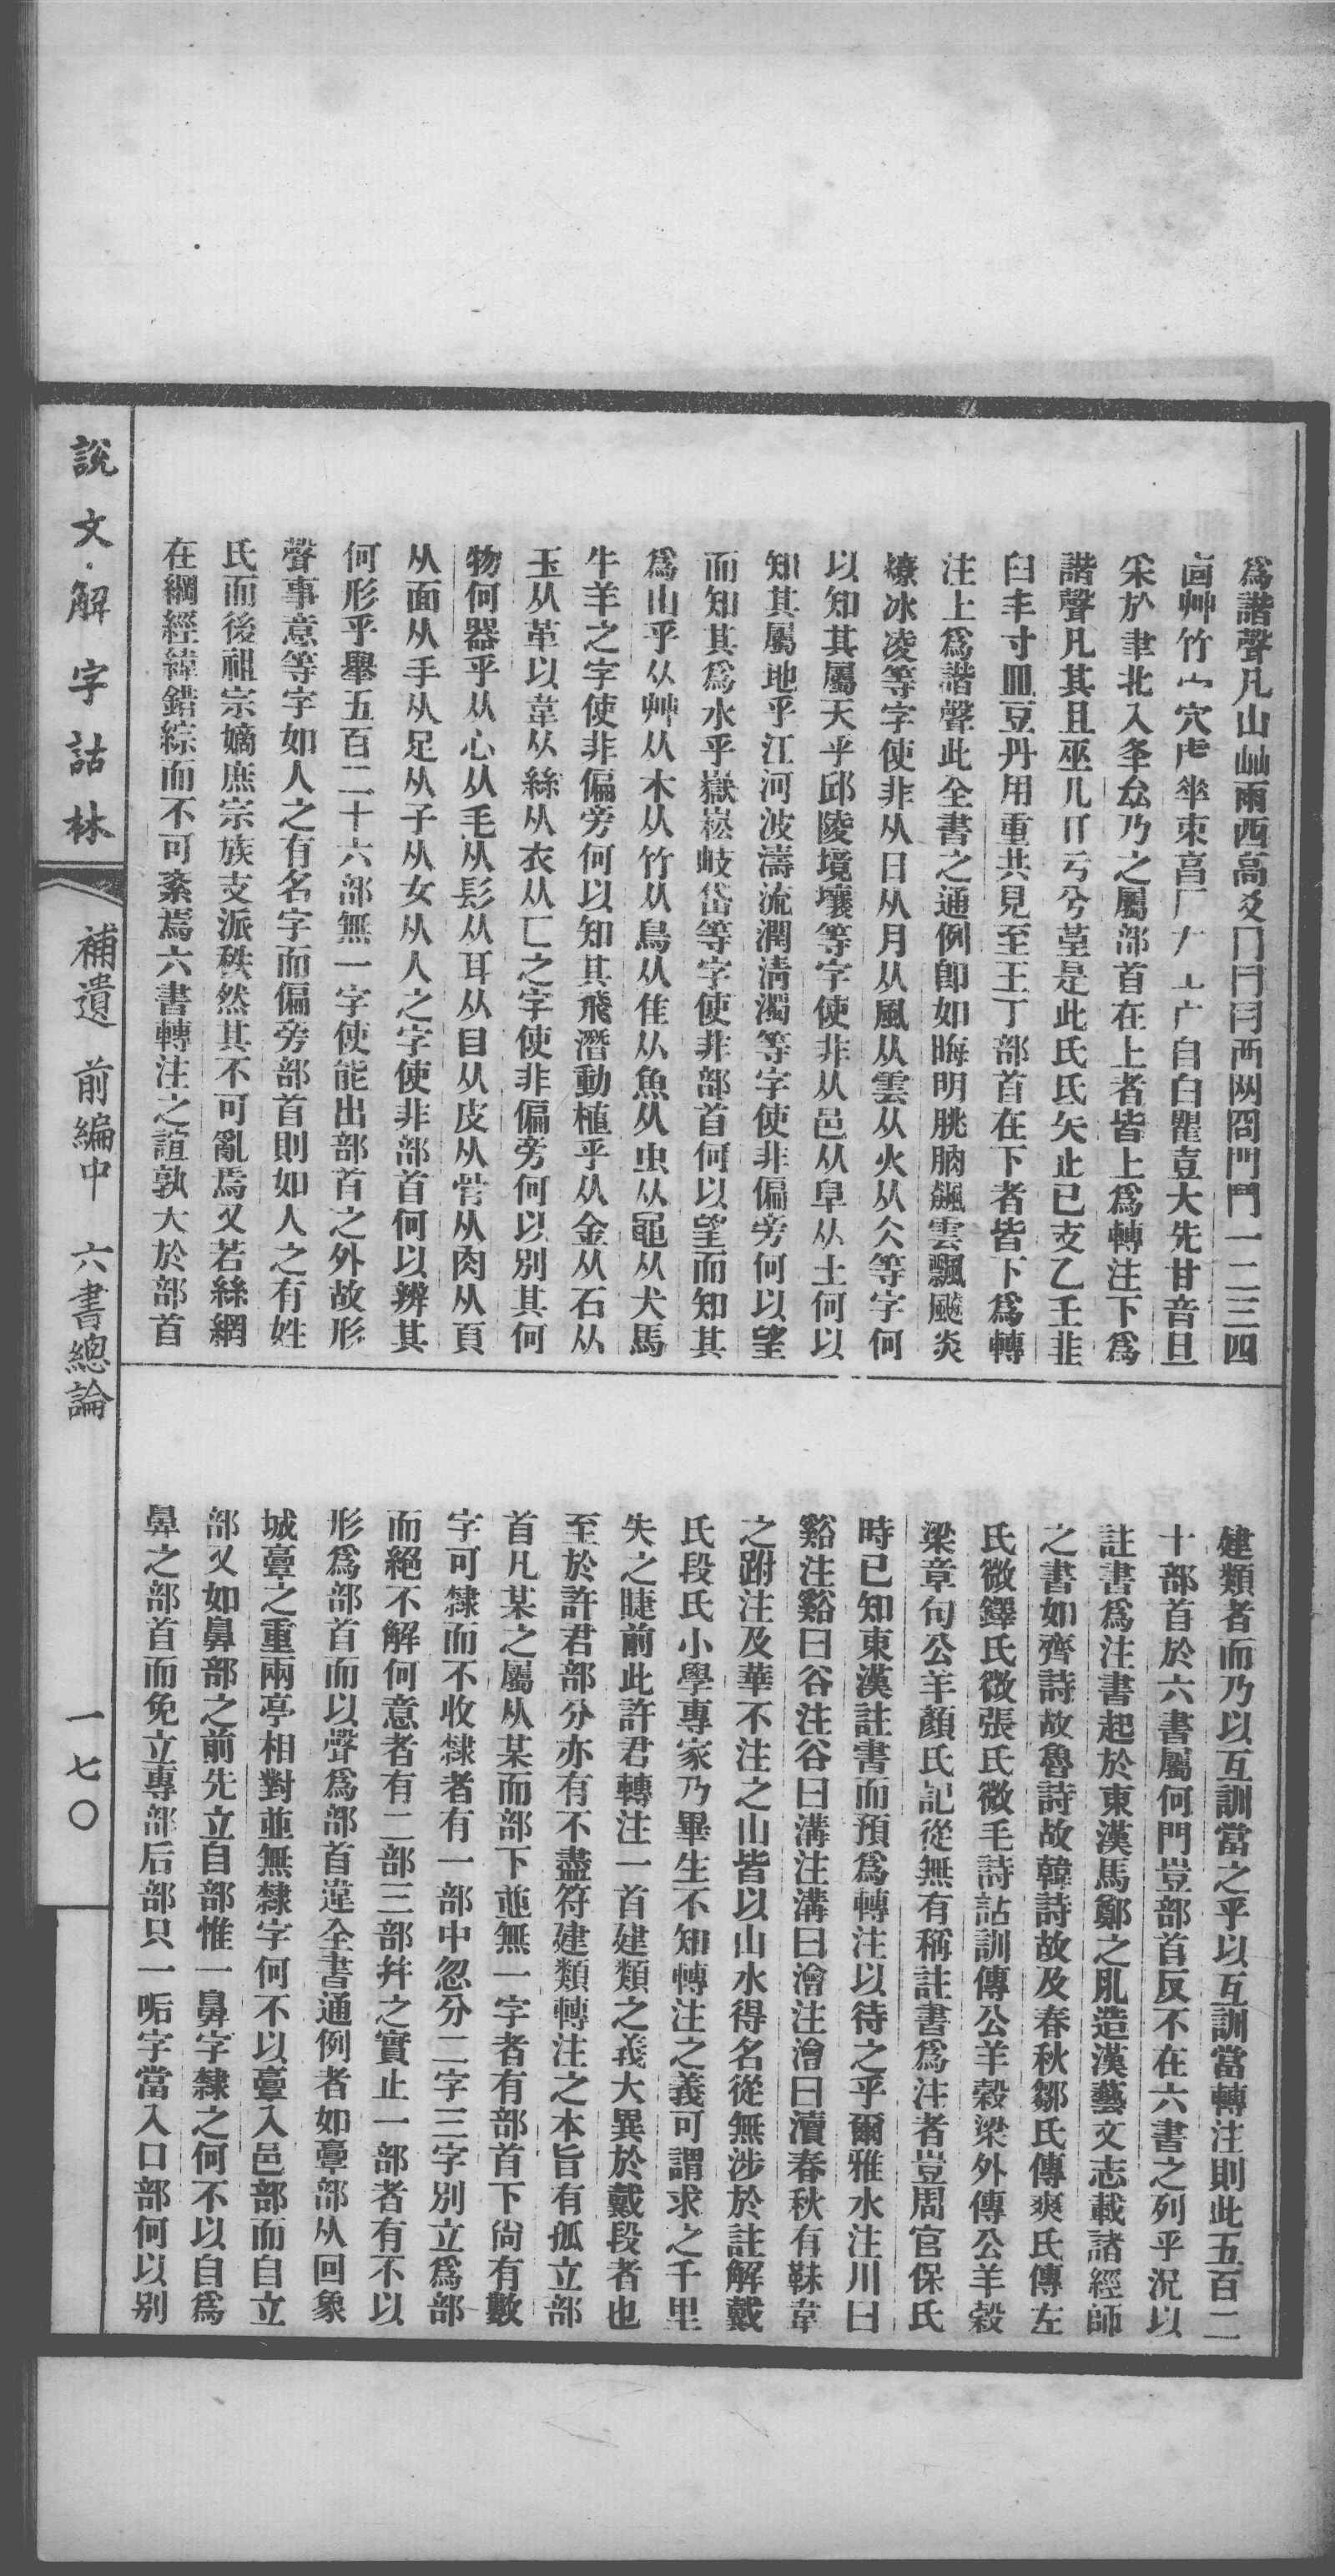 爲諧聲凡山屾雨西高爻冂冃冃襾网冏門鬥一二三四
艸竹宀穴虍𠦒束亯厂𠂇丄广自白瞿壴大先甘音旦
釆於聿北入夆厽乃之屬部首在上者皆上爲轉注下爲
諧聲凡其且巫几丌丂兮堇是此氏氐矢止已支乙壬非
臼丰寸皿豆丹用重共見至王丁部首在下者皆下爲轉
注上爲諧聲此全書之通例卽如晦明朓朒飆雲飄颷炎
燎冰凌等字使非从日从月从風从雲从火从仌等字何
以知其屬天乎邱陵境壤等字使非从邑从阜从土何以
知其屬地乎江河波濤流潤淸濁等字使非偏旁何以望
而知其爲水乎嶽崧岐岱等字使非部首何以望而知其
爲山乎从艸从木从竹从鳥从隹从魚从虫从黽从犬馬
牛羊之字使非偏旁何以知其飛潛動植乎从金从石从
玉从革以韋从絲从衣从匚之字使非偏旁何以別其何
物何器乎从心从毛从髟从耳从目从皮从骨从肉从頁
从面从手从足从子从女从人之字使非部首何以辨其
何形乎舉五百二十六部無一字使能出部首之外故形
聲事意等字如人之有名字而偏旁部首則如人之有姓
氏而後祖宗嫡庶宗族支派秩然其不可亂焉又若絲網
在綱經緯錯綜而不可紊焉六書轉注之誼孰大於部首
建類者而乃以互訓當之乎以互訓當轉注則此五百二
十部首於六書屬何門豈部首反不在六書之列乎況以
註書爲注書起於東漢馬鄭之肊造漢藝文志載諸經師
之書如齊詩故魯詩故韓詩故及春秋鄒氏傳夾氏傳左
氏微鐸氏微張氏微毛詩詁訓傳公羊穀梁外傳公羊穀
梁章句公羊顏氏記從無有稱註書爲注者豈周官保氏
時已知東漢註書而預爲轉注以待之乎爾雅水注川曰
谿注谿曰谷注谷曰溝注溝曰澮注澮曰瀆春秋有靺韋
之跗注及華不注之山皆以山水得名從無涉於註解戴
氏段氏小學專家乃畢生不知轉注之義可謂求之千里
失之睫前此許君轉注一首建類之義大異於戴段者也
至於許君部分亦有不盡符建類轉注之本旨有孤立部
首凡某之屬从某而部下並無一字者有部首下尙有數
字可隸而不收隸者有一部中忽分二字三字別立爲部
而絕不解何意者有二部三部幷之實止一部者有不以
形爲部首而以聲爲部首違全書通例者如𩫏部从回象
城𩫏之重兩亭相對並無隸字何不以𩫏入邑部而自立
部又如鼻部之前先立自部惟一鼻字隸之何不以自爲
鼻之部首而免立專部后部只一㖃字當入口部何以別
說文解字詁林
補遺 前編中 六書總論
一七〇